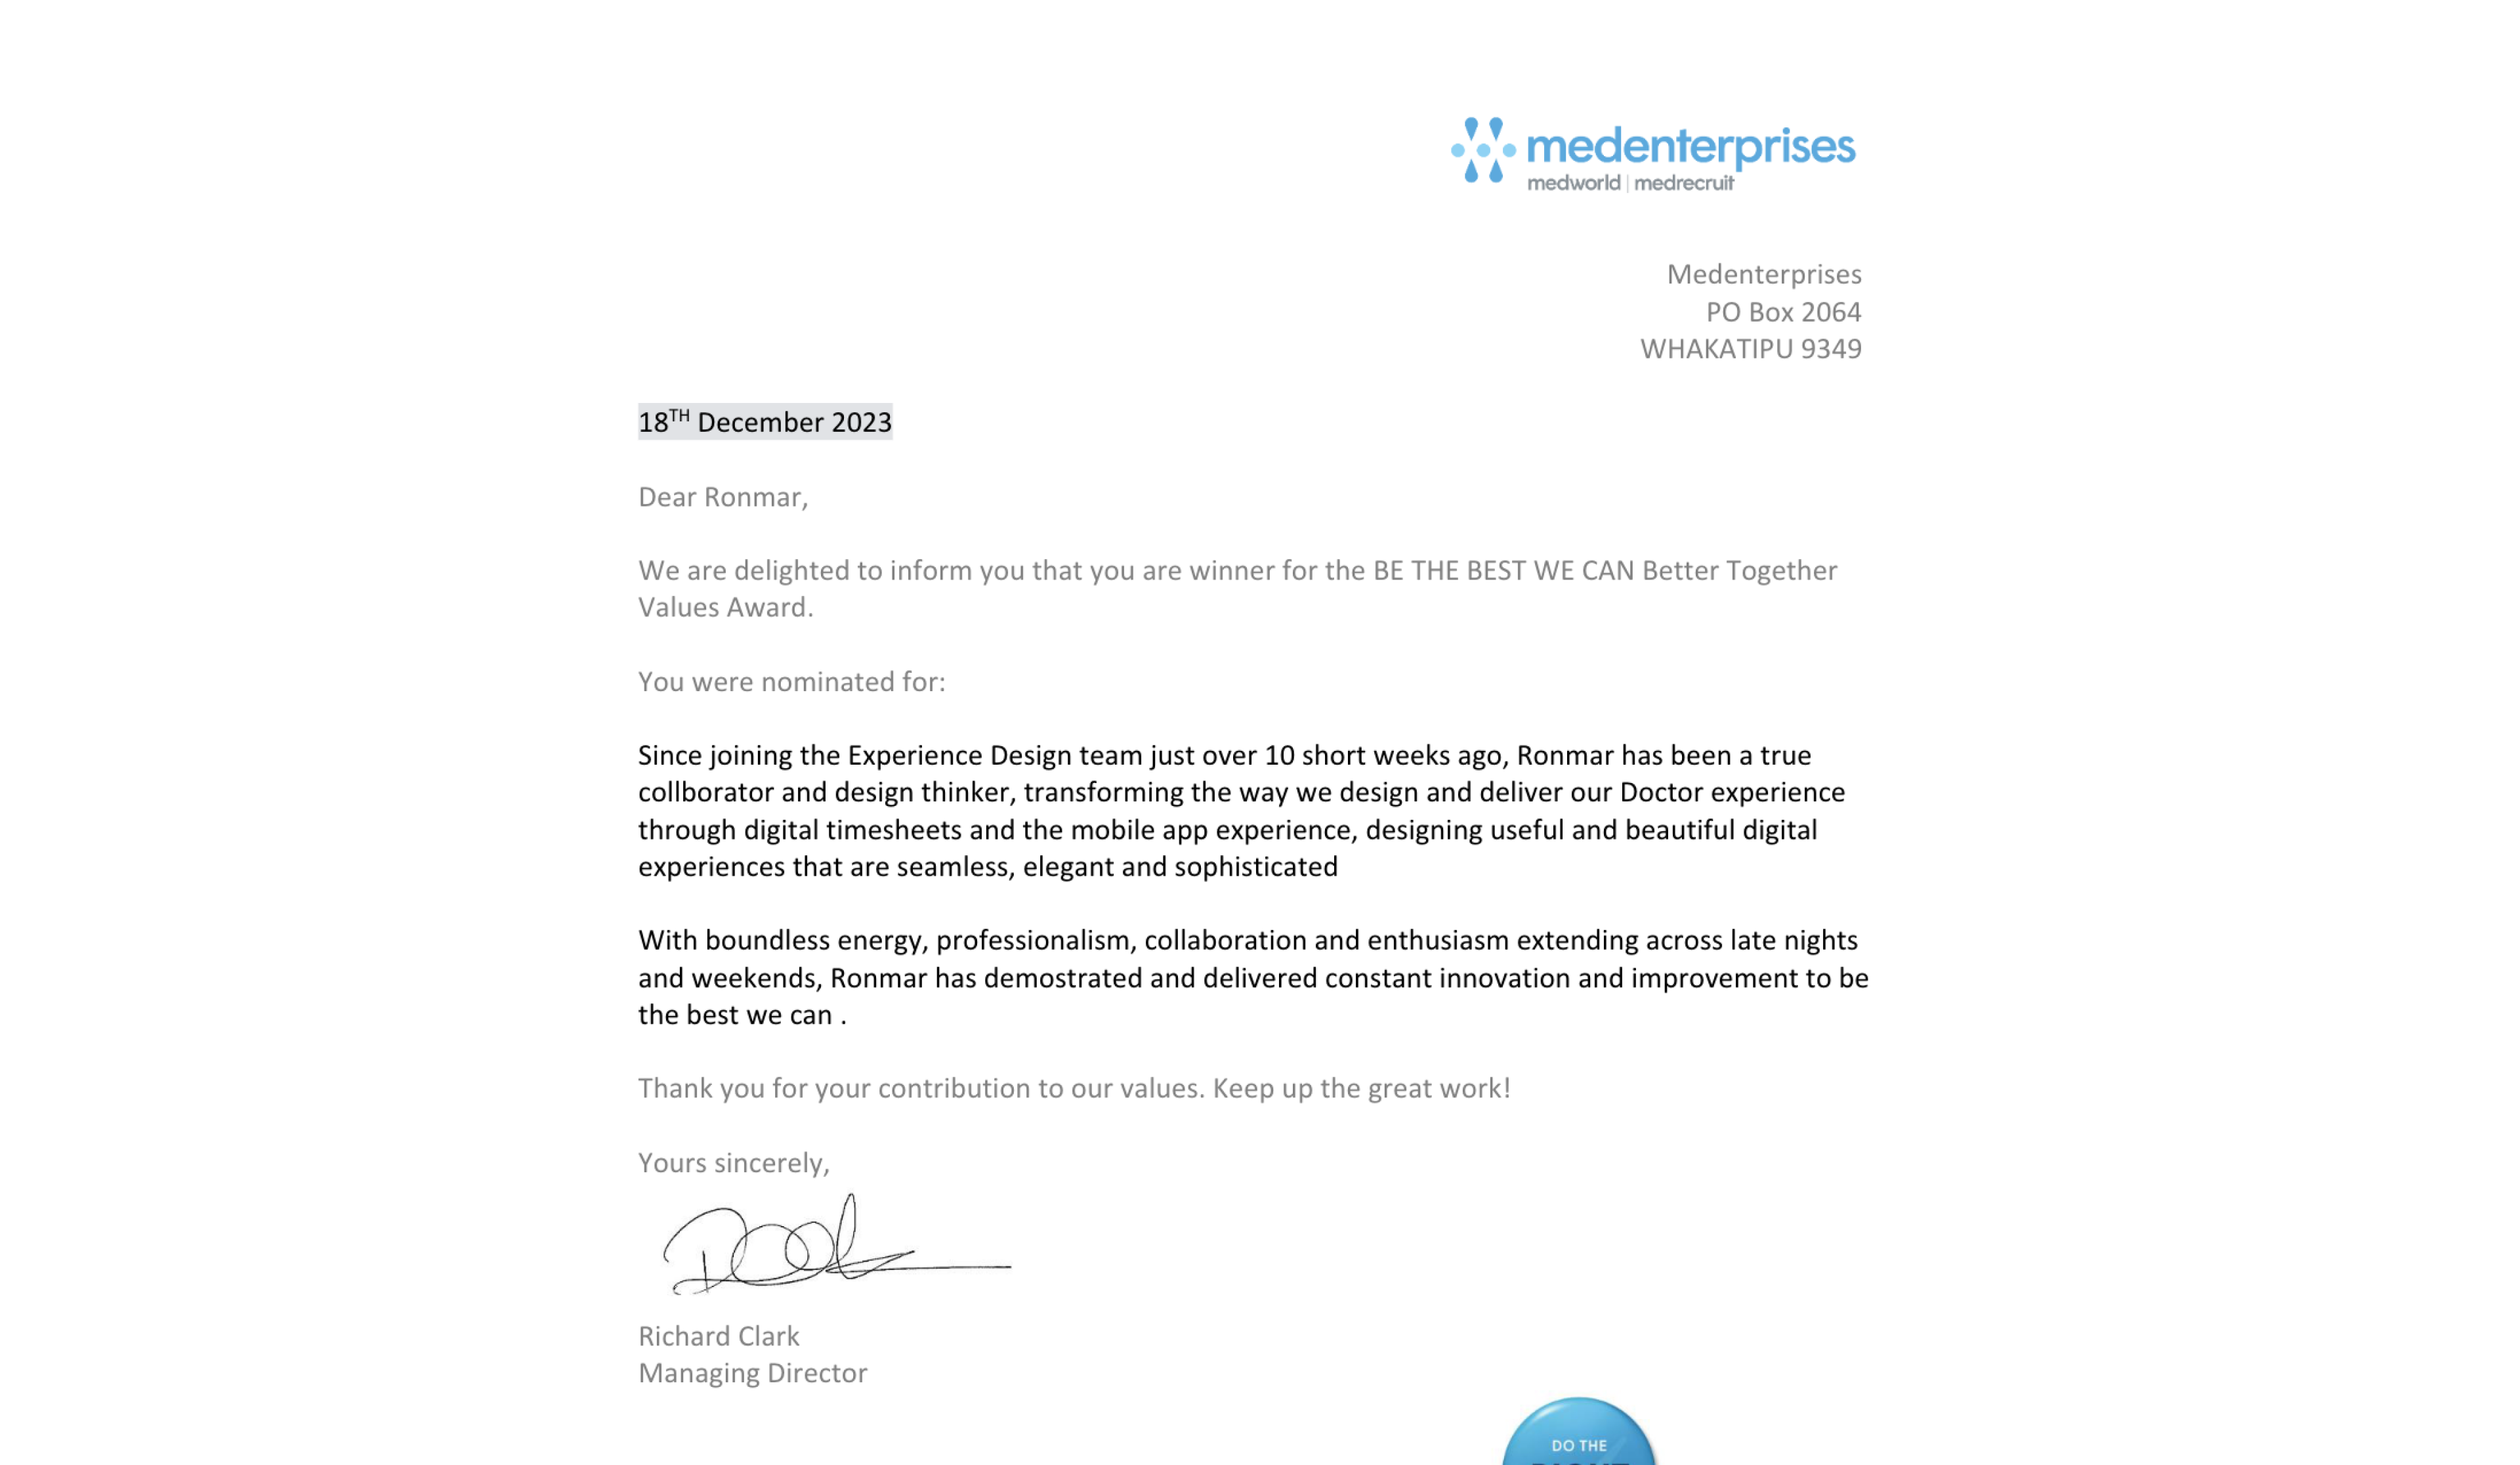 medenterprises
medworld | medrecruit
Medenterprises
PO Box 2064
WHAKATIPU 9349
18TH December 2023
Dear Ronmar,
We are delighted to inform you that you are winner for the BE THE BEST WE CAN Better Together
Values Award.
You were nominated for:
Since joining the Experience Design team just over 10 short weeks ago, Ronmar has been a true
collborator and design thinker, transforming the way we design and deliver our Doctor experience
through digital timesheets and the mobile app experience, designing useful and beautiful digital
experiences that are seamless, elegant and sophisticated
With boundless energy, professionalism, collaboration and enthusiasm extending across late nights
and weekends, Ronmar has demostrated and delivered constant innovation and improvement to be
the best we can .
Thank you for your contribution to our values. Keep up the great work!
Yours sincerely,
Richard Clark
Managing Director
DO THE